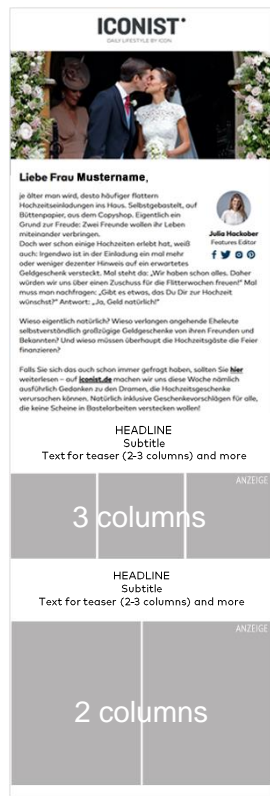 ICONIST
DAILY LIFESTYLE BY ICON
Liebe Frau Mustername,
je älter man wird, desto häufiger flattern
Hochzeitseinladungen ins Haus. Selbstgebastelt, auf
Büttenpapier, aus dem Copyshop. Eigentlich ein
Grund zur Freude: Zwei Freunde wollen ihr Leben
miteinander verbringen.
Doch wer schon einige Hochzeiten erlebt hat, weiß
auch: Irgendwo ist in der Einladung ein mal mehr
oder weniger dezenter Hinweis auf ein erwartetes
Geldgeschenk versteckt. Mal steht da: „Wir haben schon alles. Daher
würden wir uns über einen Zuschuss für die Flitterwochen freuen!" Mal
muss man nachfragen: „Gibt es etwas, das Du Dir zur Hochzeit
wünschst?" Antwort: „Ja, Geld natürlich!"
Julia Hackober
Features Editor
Wieso eigentlich natürlich? Wieso verlangen angehende Eheleute
selbstverständlich großzügige Geldgeschenke von ihren Freunden und
Bekannten? Und wieso müssen überhaupt die Hochzeitsgäste die Feier
finanzieren?
Falls Sie sich das auch schon immer gefragt haben, sollten Sie hier
weiterlesen – auf iconist.de machen wir uns diese Woche nämlich
ausführlich Gedanken zu den Dramen, die Hochzeitsgeschenke
verursachen können. Natürlich inklusive Geschenkevorschlägen für alle,
die keine Scheine in Bastelarbeiten verstecken wollen!
HEADLINE
Subtitle
Text for teaser (2-3 columns) and more
ANZEIGE
3 columns
HEADLINE
Subtitle
Text for teaser (2-3 columns) and more
ANZEIGE
2 columns